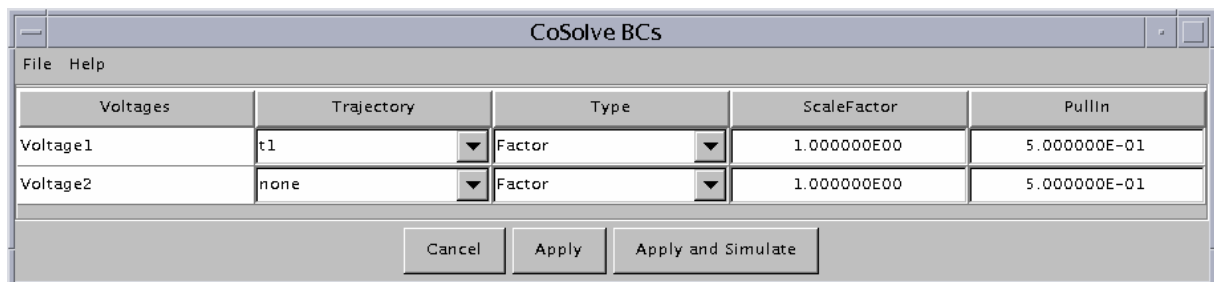 CoSolve BCs
File Help
Voltages Trajectory Type ScaleFactor PullIn
Voltage1 t1 Factor 1.000000E00 5.000000E-01
Voltage2 none Factor 1.000000E00 5.000000E-01
Cancel Apply Apply and Simulate